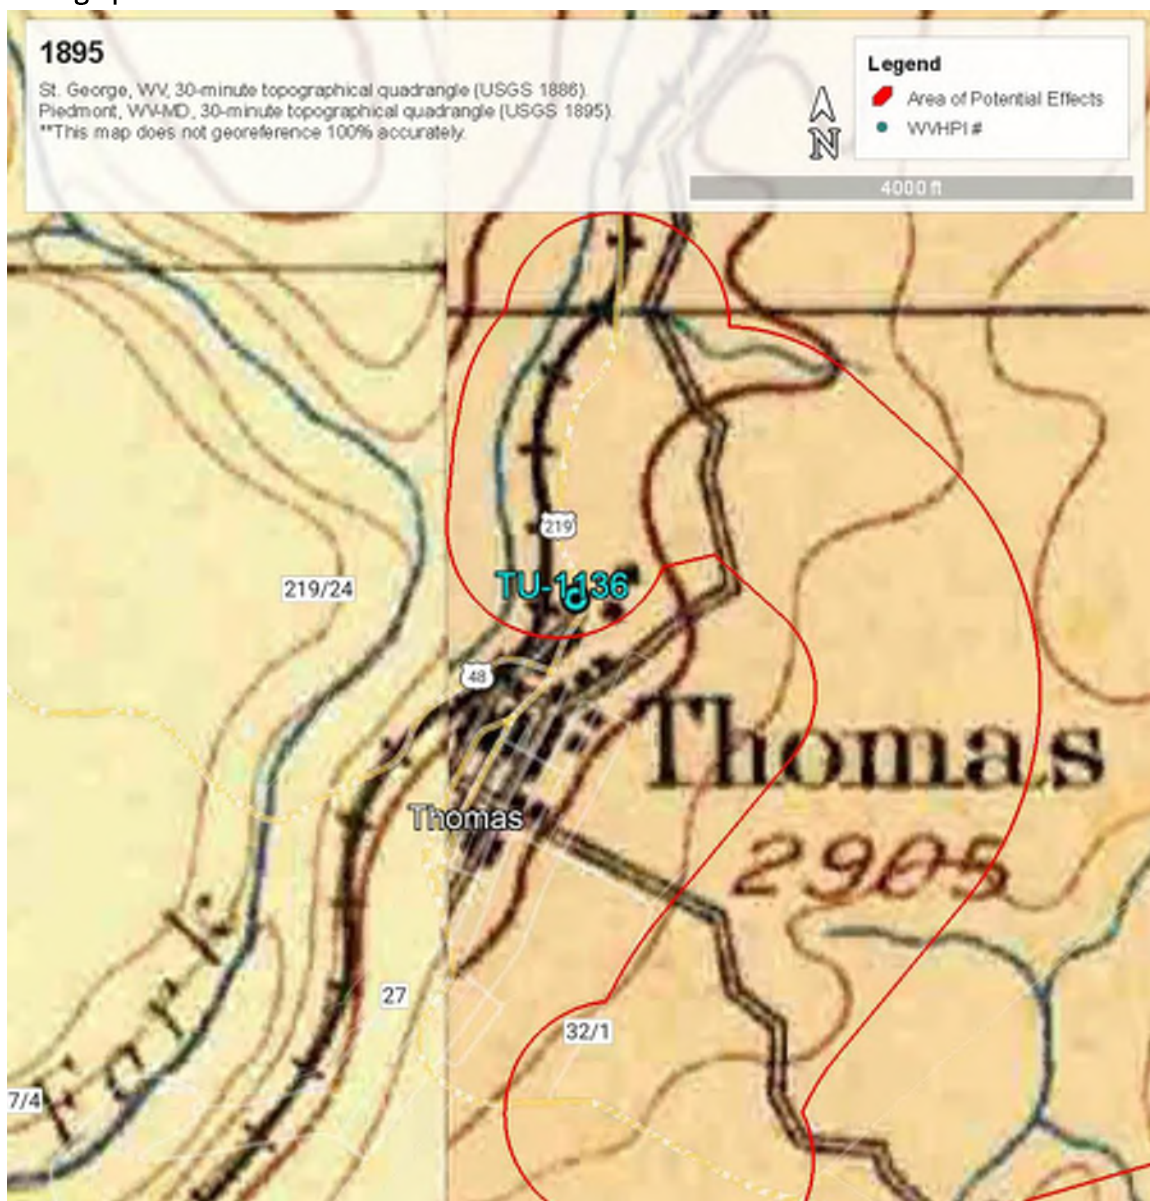 1895
St. George, WV, 30-minute topographical quadrangle (USGS 1886).
Piedmont, WV-MD, 30-minute topographical quadrangle (USGS 1895).
**This map does not georeference 100% accurately.
N
Legend
Area of Potential Effects
WVHPI #
4000 ft
219
TU-1136
219/24
48
Thomas
Thomas
2905
Fork
27
32/1
7/4